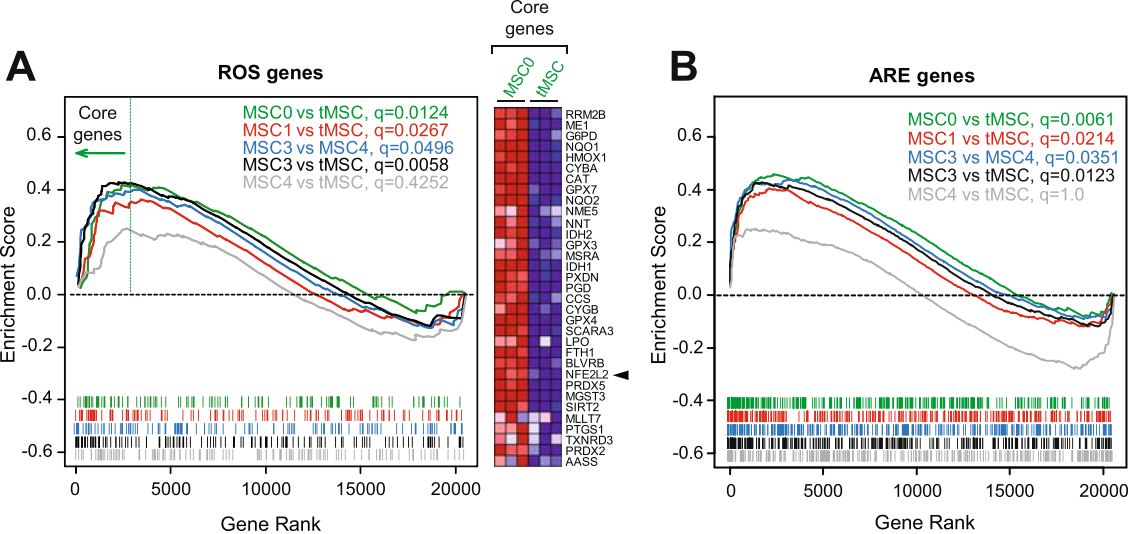 Core
genes
MSC0
tMSC
A
ROS genes
Core
genes
MSC0 vs tMSC, q=0.0124
MSC1 vs tMSC, q=0.0267
MSC3 vs MSC4, q=0.0496
MSC3 vs tMSC, q=0.0058
MSC4 vs tMSC, q=0.4252
Enrichment Score
0.6
0.4
0.2
0.0
-0.2
-0.4
-0.6
0
5000
10000
15000
20000
Gene Rank
RRM2B
ME1
G6PD
NQO1
HMOX1
CYBA
CAT
GPX7
NQO2
NME5
NNT
IDH2
GPX3
MSRA
IDH1
PXDN
PGD
CCS
CYGB
GPX4
SCARA3
LPO
FTH1
BLVRB
NFE2L2
PRDX5
MGST3
SIRT2
MLLT7
PTGS1
TXNRD3
PRDX2
AASS
B
ARE genes
MSC0 vs tMSC, q=0.0061
MSC1 vs tMSC, q=0.0214
MSC3 vs MSC4, q=0.0351
MSC3 vs tMSC, q=0.0123
MSC4 vs tMSC, q=1.0
Enrichment Score
0.6
0.4
0.2
0.0
-0.2
-0.4
-0.6
0
5000
10000
15000
20000
Gene Rank